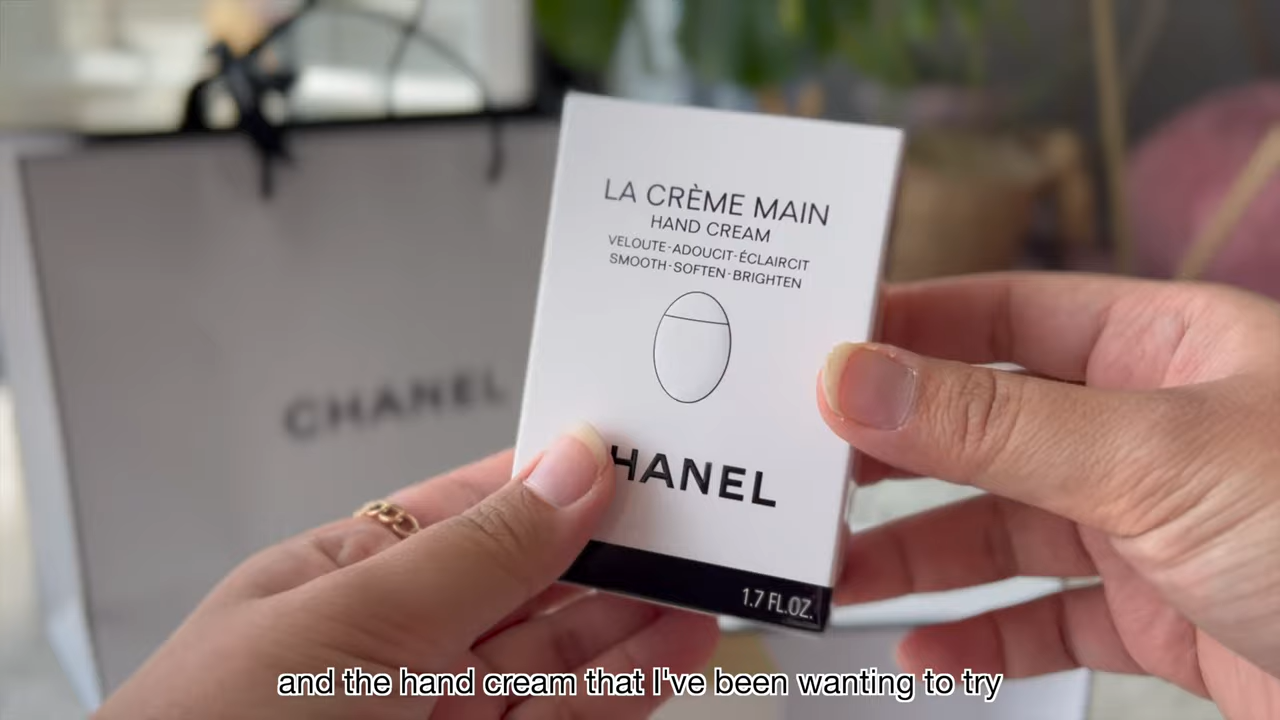 LA CRÈME MAIN
HAND CREAM
VELOUTE-ADOUCIT-ÉCLAIRCIT
SMOOTH-SOFTEN-BRIGHTEN
CHANEL
HANEL
1.7 FL.OZ.
and the hand cream that I've been wanting to try